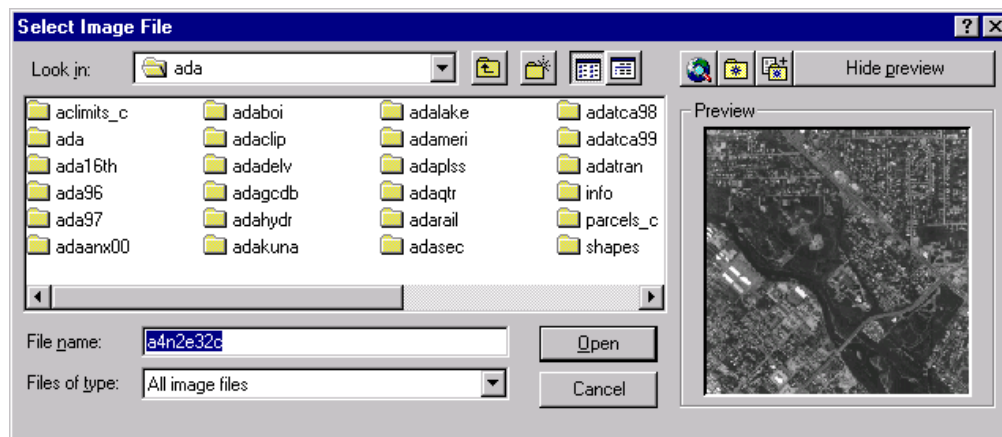 Select Image File
Look in: ada
Hide preview
aclimits_c adaboi adalake adatca98
ada adaclip adameri adatca99
ada16th adadelv adaplss adatran
ada96 adagcdb adaqtr info
ada97 adahydr adarail parcels_c
adaanx00 adakuna adasec shapes
Preview
File name: a4n2e32c
Open
Files of type: All image files
Cancel